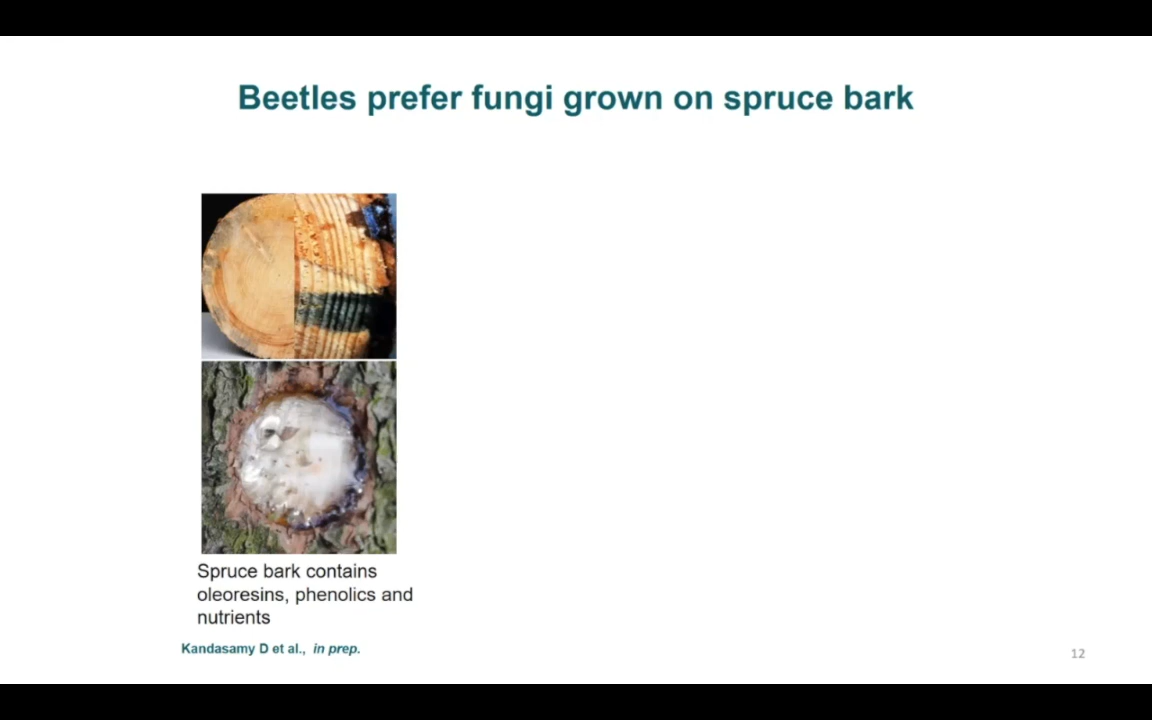 Beetles prefer fungi grown on spruce bark
Spruce bark contains
oleoresins, phenolics and
nutrients
Kandasamy D et al., in prep.
12